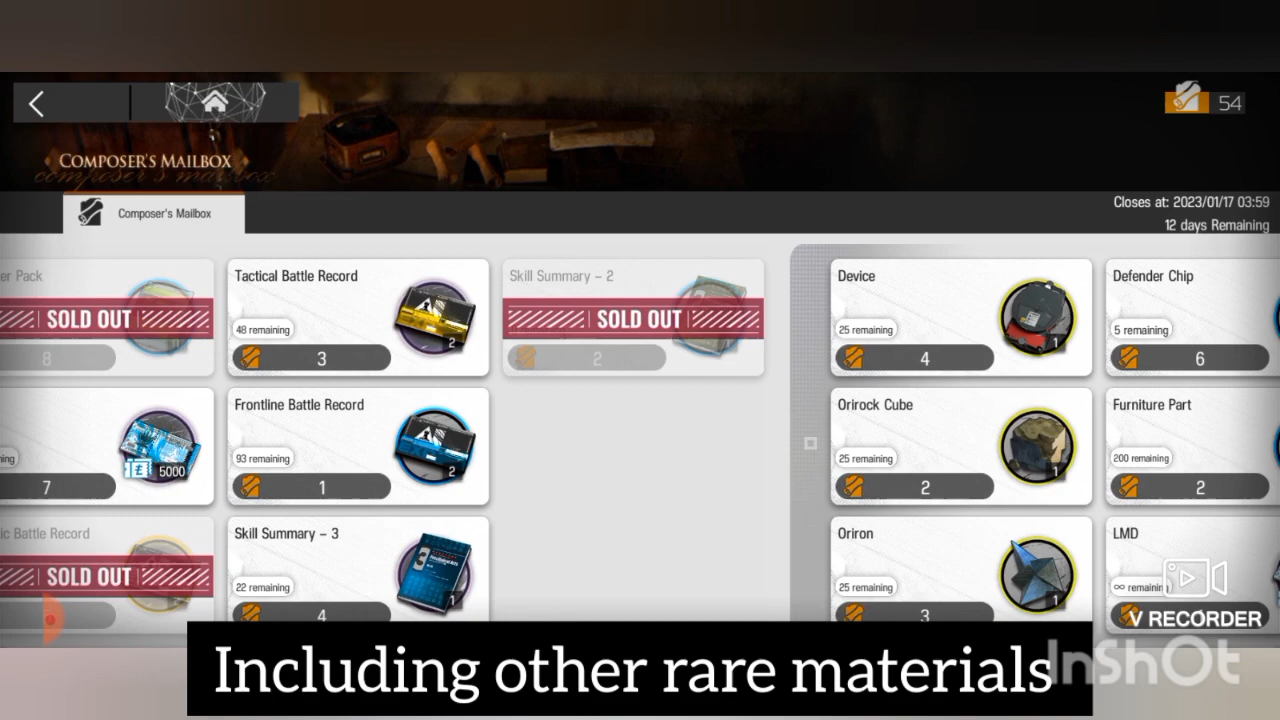 54
COMPOSER'S MAILBOX
composer's mailbox
Composer's Mailbox
Closes at: 2023/01/17 03:59
12 days Remaining
er Pack
SOLD OUT
8
Tactical Battle Record
48 remaining
2
3
Skill Summary – 2
SOLD OUT
2
Device
25 remaining
1
4
Defender Chip
5 remaining
6
ing
5000
7
Frontline Battle Record
93 remaining
2
1
Orirock Cube
25 remaining
1
2
Furniture Part
200 remaining
2
ic Battle Record
SOLD OUT
Skill Summary – 3
22 remaining
1
4
Oriron
25 remaining
1
3
LMD
∞ remaining
V RECORDER
Including other rare materials
InShOt